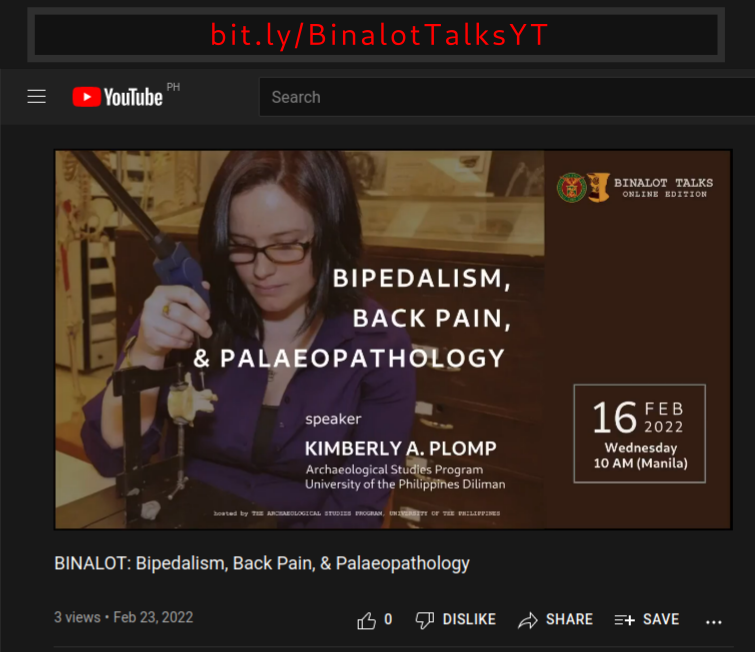 bit.ly/BinalotTalksYT
YouTube PH
Search
BINALOT TALKS
ONLINE EDITION
BIPEDALISM,
BACK PAIN,
& PALAEOPATHOLOGY
speaker
KIMBERLY A. PLOMP
Archaeological Studies Program
University of the Philippines Diliman
16 FEB
2022
Wednesday
10 AM (Manila)
hosted by THE ARCHAEOLOGICAL STUDIES PROGRAM, UNIVERSITY OF THE PHILIPPINES
BINALOT: Bipedalism, Back Pain, & Palaeopathology
3 views • Feb 23, 2022
0
DISLIKE
SHARE
SAVE